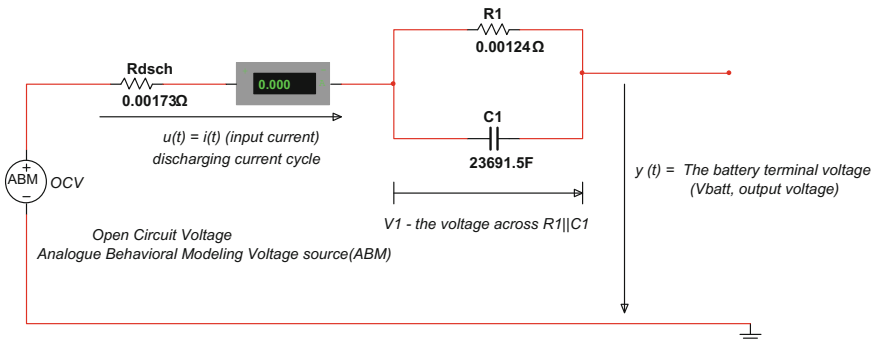 R1
0.00124Ω
Rdsch
0.00173Ω
0.000
u(t) = i(t) (input current)
discharging current cycle
C1
23691.5F
y (t) = The battery terminal voltage
(Vbatt, output voltage)
+
ABM
−
OCV
V1 - the voltage across R1||C1
Open Circuit Voltage
Analogue Behavioral Modeling Voltage source(ABM)